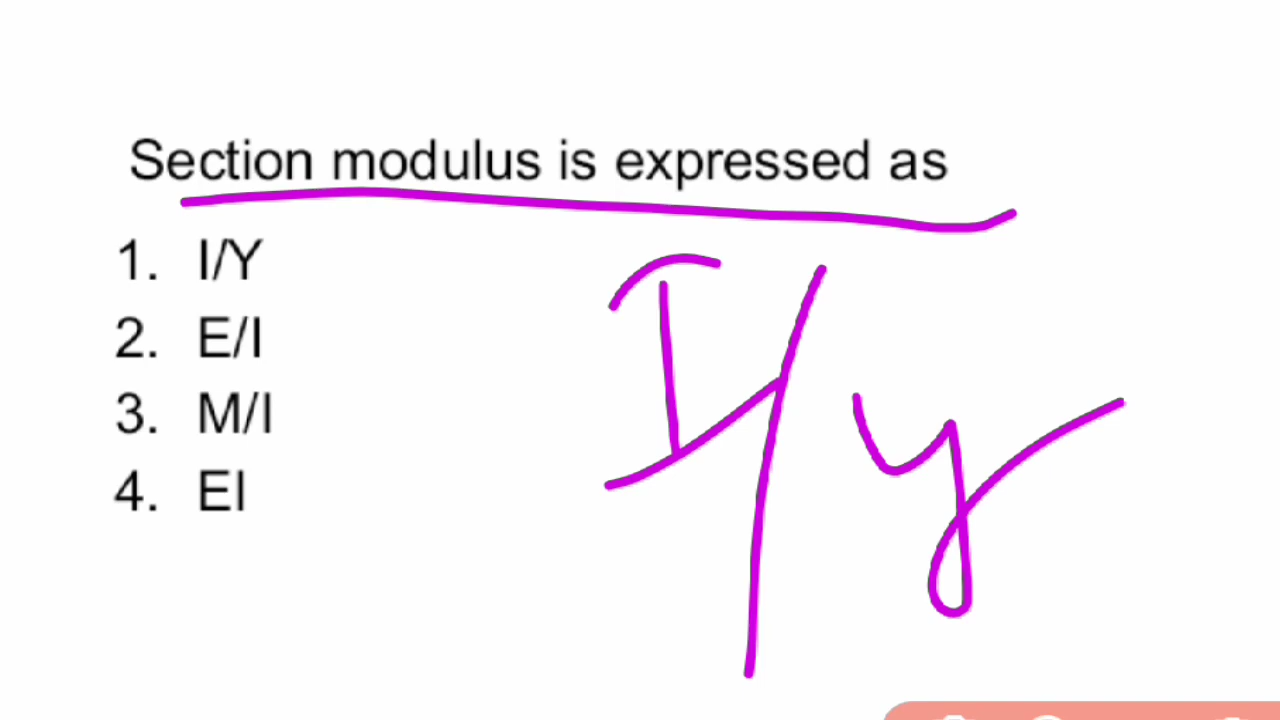 Section modulus is expressed as
1. I/Y
2. E/I
3. M/I
4. EI
I/y